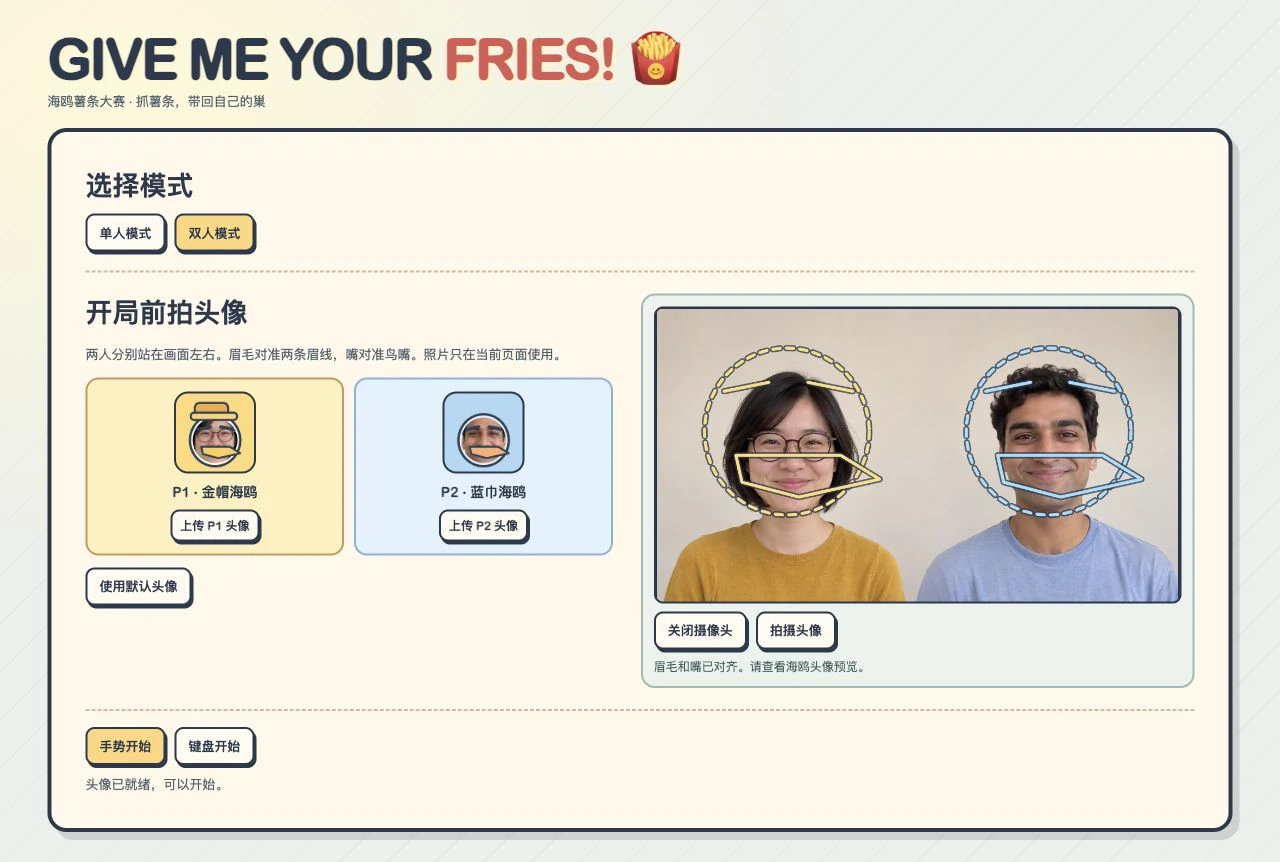 GIVE ME YOUR FRIES!
海鸥薯条大赛 · 抓薯条，带回自己的巢
选择模式
单人模式
双人模式
开局前拍头像
两人分别站在画面左右。眉毛对准两条眉线，嘴对准鸟嘴。照片只在当前页面使用。
P1 · 金帽海鸥
上传 P1 头像
P2 · 蓝巾海鸥
上传 P2 头像
使用默认头像
关闭摄像头
拍摄头像
眉毛和嘴已对齐。请查看海鸥头像预览。
手势开始
键盘开始
头像已就绪，可以开始。